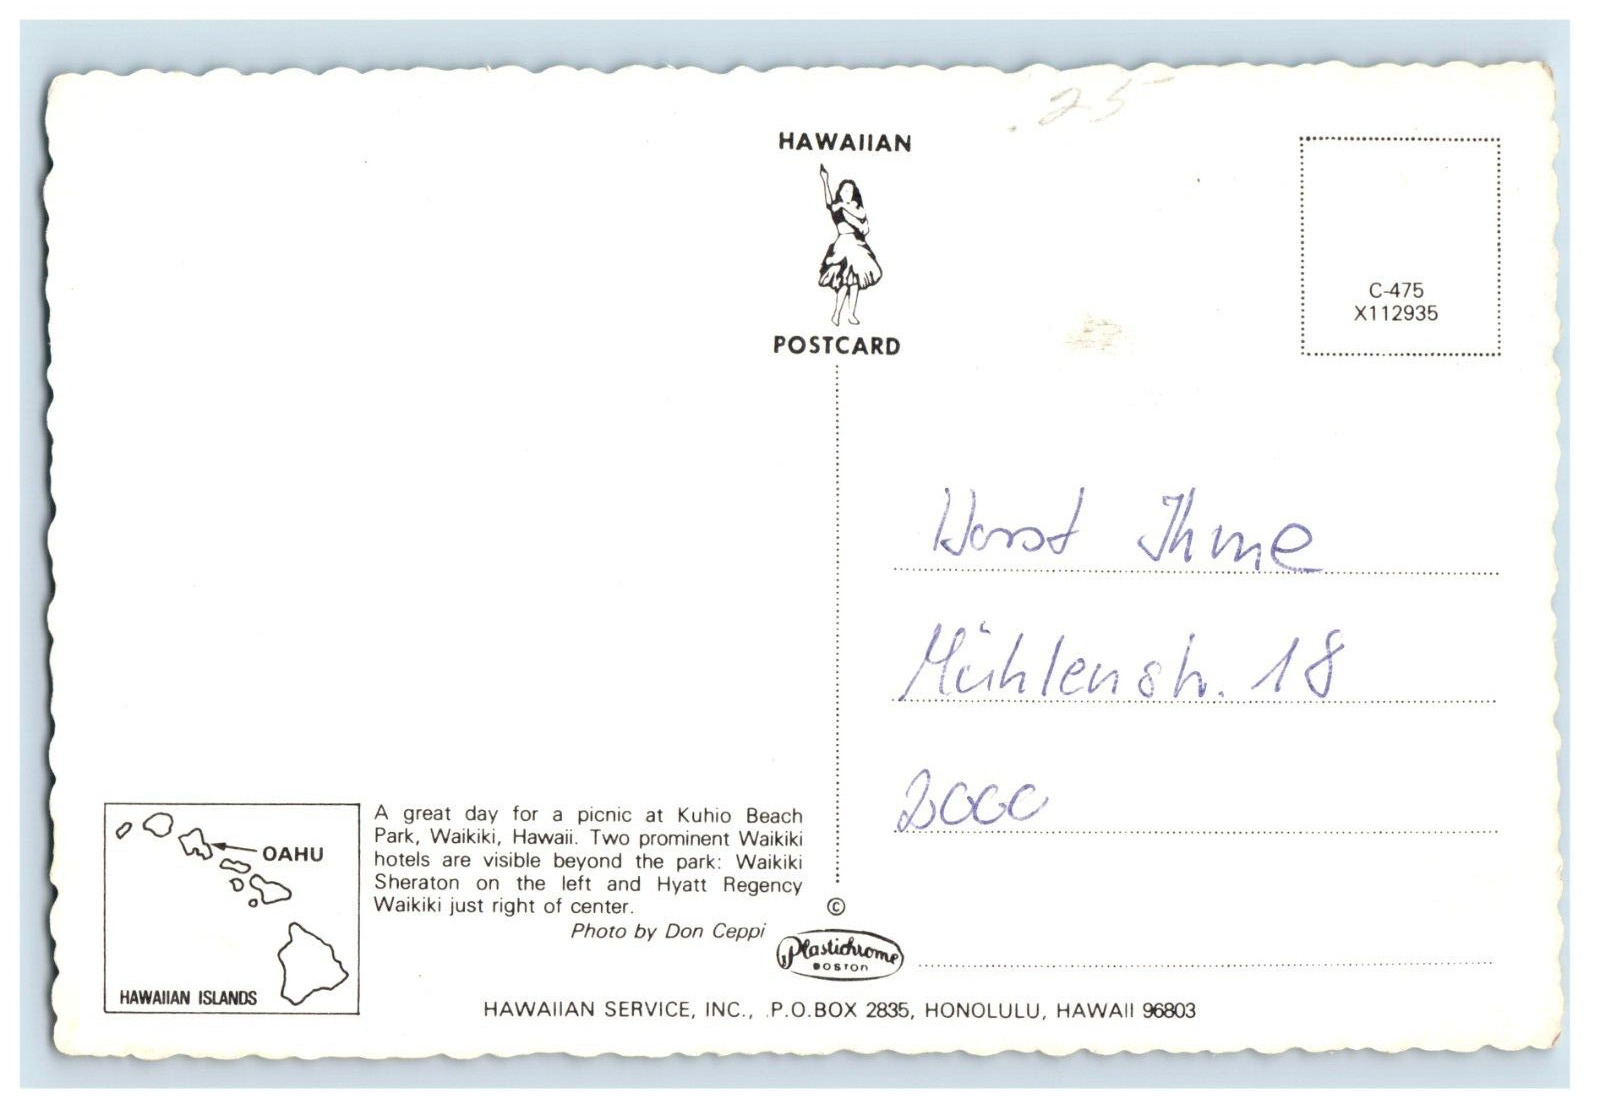 .25
HAWAIIAN
POSTCARD
C-475
X112935
Horst Ihme
Mühlenstr. 18
2000
A great day for a picnic at Kuhio Beach
Park, Waikiki, Hawaii. Two prominent Waikiki
hotels are visible beyond the park: Waikiki
Sheraton on the left and Hyatt Regency
Waikiki just right of center.
Photo by Don Ceppi
OAHU
HAWAIIAN ISLANDS
©
Plastichrome
BOSTON
HAWAIIAN SERVICE, INC., P.O.BOX 2835, HONOLULU, HAWAII 96803